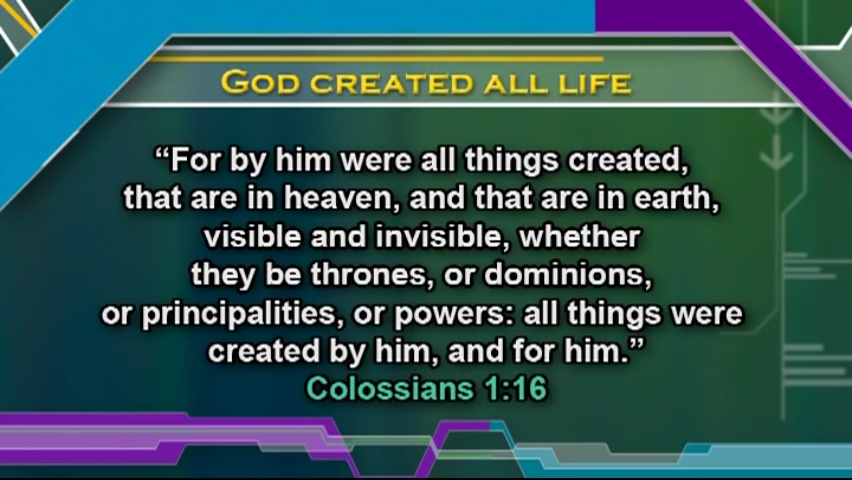 GOD CREATED ALL LIFE
“For by him were all things created,
that are in heaven, and that are in earth,
visible and invisible, whether
they be thrones, or dominions,
or principalities, or powers: all things were
created by him, and for him.”
Colossians 1:16